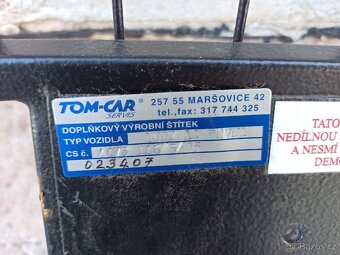 TOM-CAR®
SERVIS
257 55 MARŠOVICE 42
tel.,fax: 317 744 325
DOPLŇKOVÝ VÝROBNÍ ŠTÍTEK
TYP VOZIDLA
CS č.
023407
TATO
NEDÍLNOU
A NESMÍ
DEMO